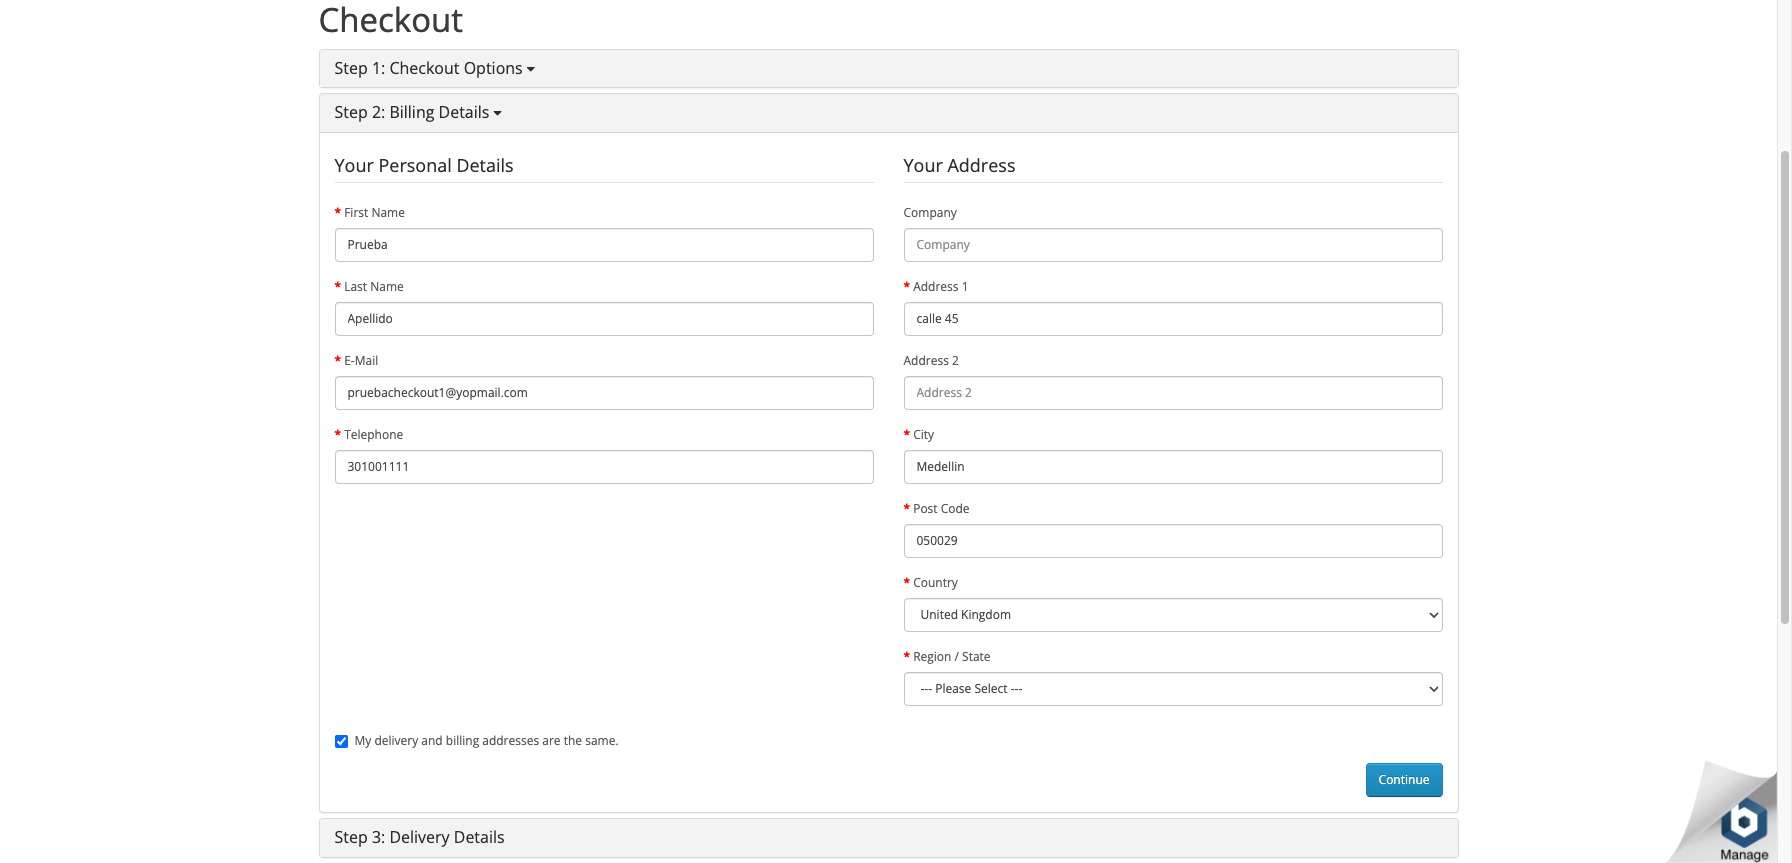 Checkout
Step 1: Checkout Options
Step 2: Billing Details
Your Personal Details
* First Name
Prueba
* Last Name
Apellido
* E-Mail
pruebacheckout1@yopmail.com
* Telephone
301001111
Your Address
Company
Company
* Address 1
calle 45
Address 2
Address 2
* City
Medellin
* Post Code
050029
* Country
United Kingdom
* Region / State
--- Please Select ---
My delivery and billing addresses are the same.
Continue
Step 3: Delivery Details
b
Manage